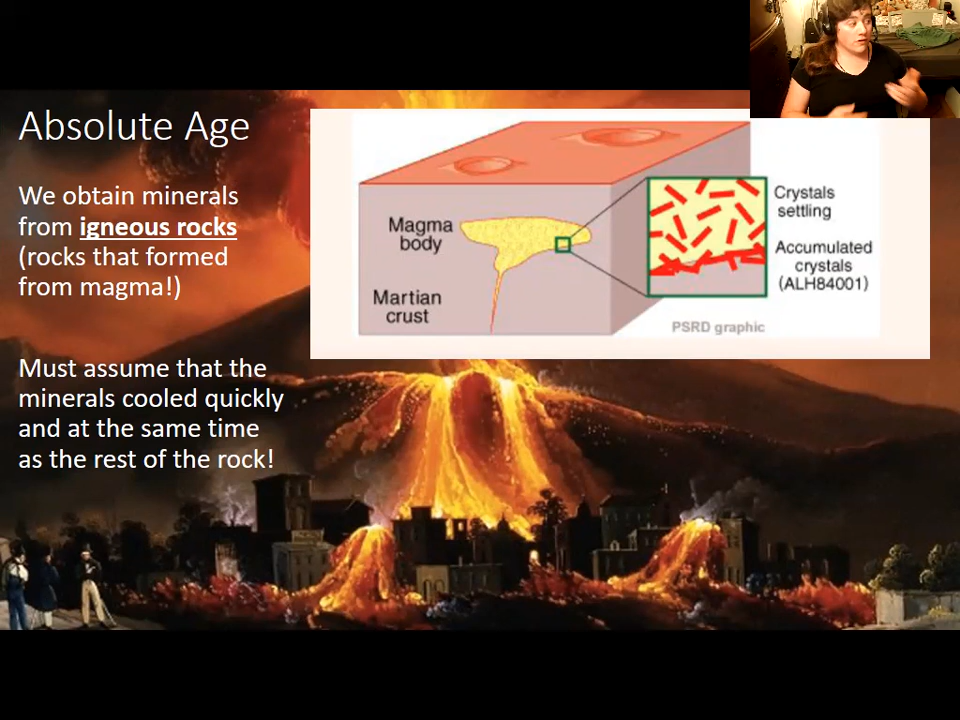 Absolute Age
We obtain minerals
from igneous rocks
(rocks that formed
from magma!)
Must assume that the
minerals cooled quickly
and at the same time
as the rest of the rock!
Magma
body
Martian
crust
Crystals
settling
Accumulated
crystals
(ALH84001)
PSRD graphic